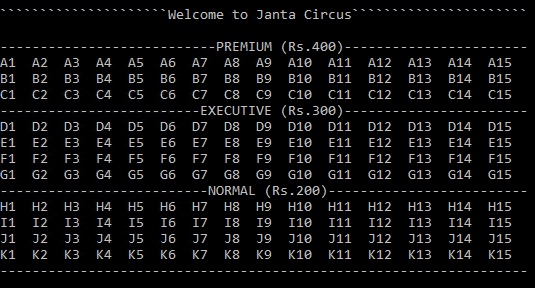 `````````````````````Welcome to Janta Circus``````````````````````
---------------------------PREMIUM (Rs.400)-----------------------
A1 A2 A3 A4 A5 A6 A7 A8 A9 A10 A11 A12 A13 A14 A15
B1 B2 B3 B4 B5 B6 B7 B8 B9 B10 B11 B12 B13 B14 B15
C1 C2 C3 C4 C5 C6 C7 C8 C9 C10 C11 C12 C13 C14 C15
-------------------------EXECUTIVE (Rs.300)-----------------------
D1 D2 D3 D4 D5 D6 D7 D8 D9 D10 D11 D12 D13 D14 D15
E1 E2 E3 E4 E5 E6 E7 E8 E9 E10 E11 E12 E13 E14 E15
F1 F2 F3 F4 F5 F6 F7 F8 F9 F10 F11 F12 F13 F14 F15
G1 G2 G3 G4 G5 G6 G7 G8 G9 G10 G11 G12 G13 G14 G15
--------------------------NORMAL (Rs.200)-------------------------
H1 H2 H3 H4 H5 H6 H7 H8 H9 H10 H11 H12 H13 H14 H15
I1 I2 I3 I4 I5 I6 I7 I8 I9 I10 I11 I12 I13 I14 I15
J1 J2 J3 J4 J5 J6 J7 J8 J9 J10 J11 J12 J13 J14 J15
K1 K2 K3 K4 K5 K6 K7 K8 K9 K10 K11 K12 K13 K14 K15
------------------------------------------------------------------